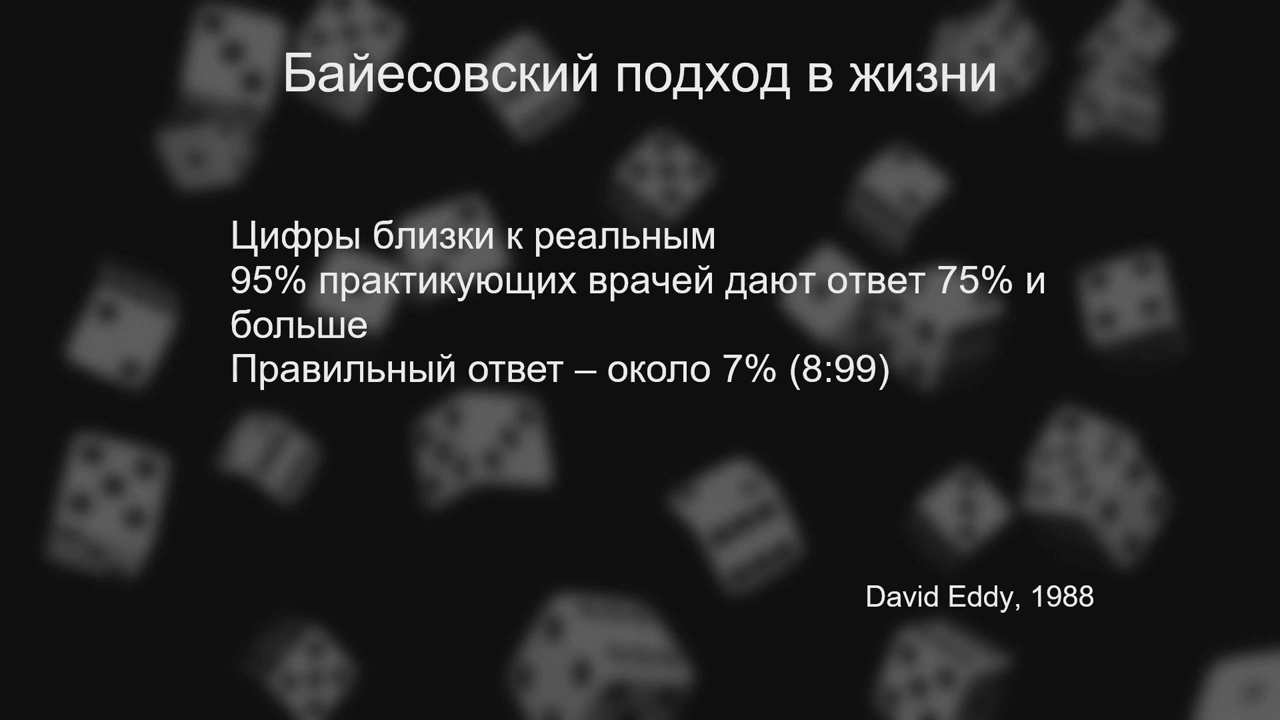 Байесовский подход в жизни
Цифры близки к реальным
95% практикующих врачей дают ответ 75% и
больше
Правильный ответ – около 7% (8:99)
David Eddy, 1988